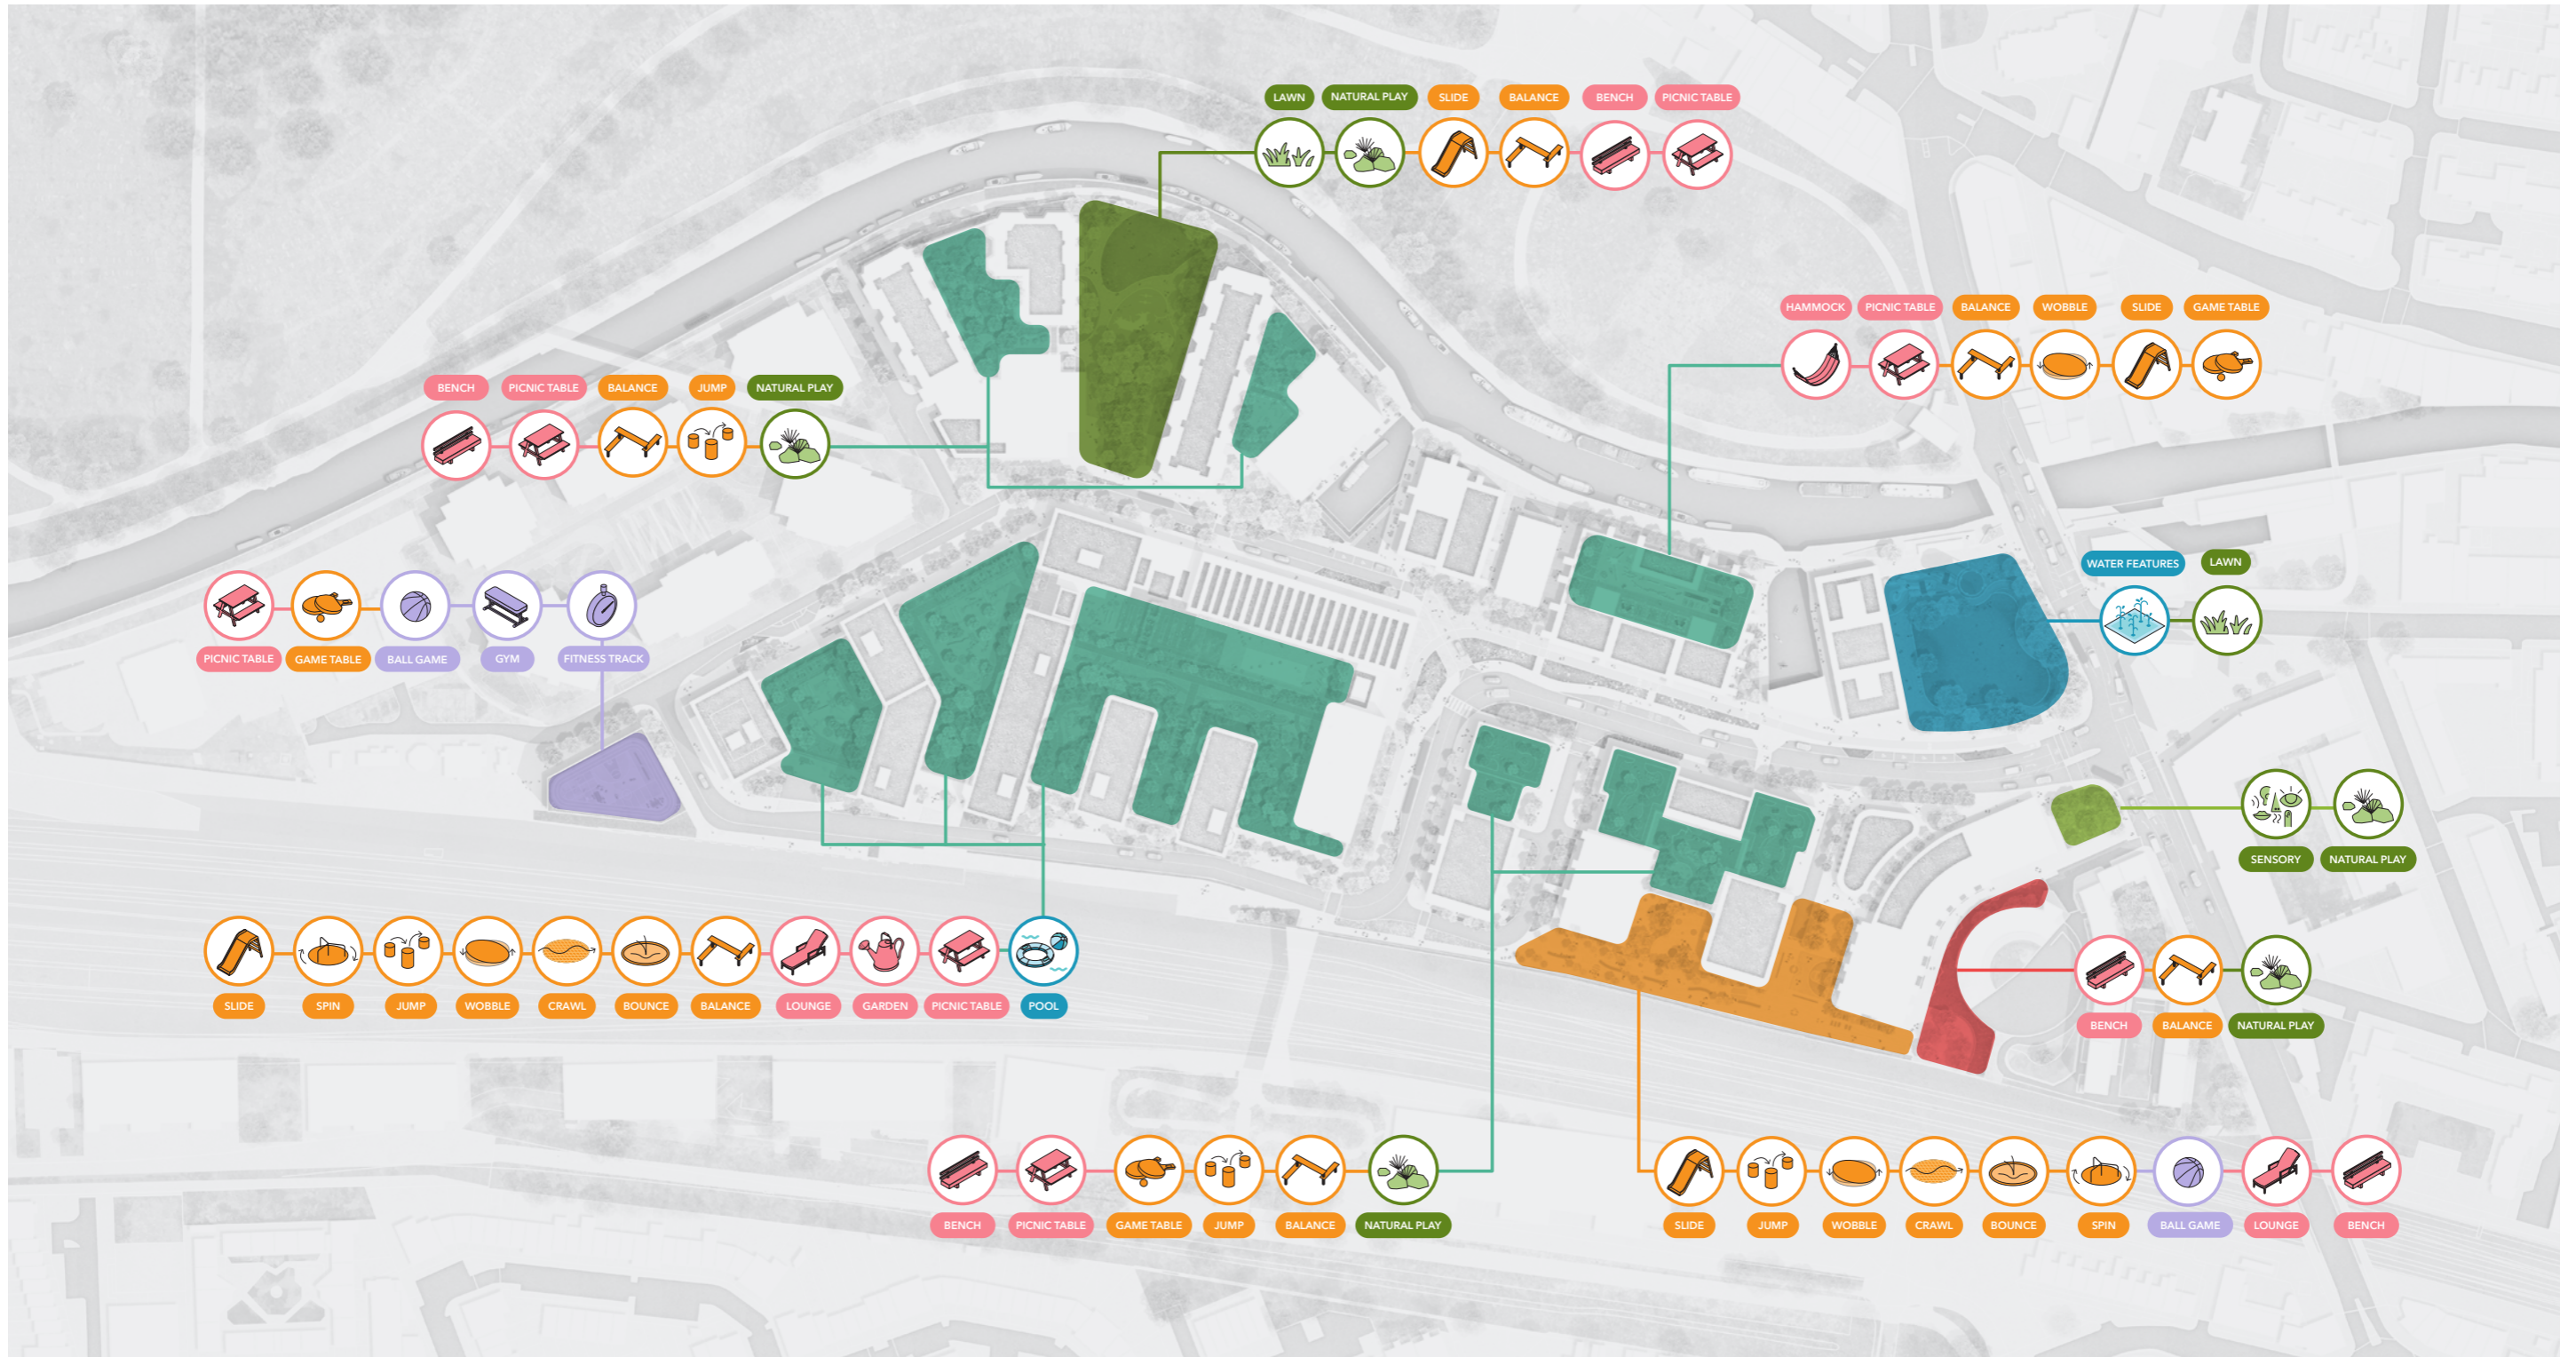 LAWN NATURAL PLAY SLIDE BALANCE BENCH PICNIC TABLE
HAMMOCK PICNIC TABLE BALANCE WOBBLE SLIDE GAME TABLE
BENCH PICNIC TABLE BALANCE JUMP NATURAL PLAY
WATER FEATURES LAWN
PICNIC TABLE GAME TABLE BALL GAME GYM FITNESS TRACK
SENSORY NATURAL PLAY
SLIDE SPIN JUMP WOBBLE CRAWL BOUNCE BALANCE LOUNGE GARDEN PICNIC TABLE POOL
BENCH BALANCE NATURAL PLAY
BENCH PICNIC TABLE GAME TABLE JUMP BALANCE NATURAL PLAY
SLIDE JUMP WOBBLE CRAWL BOUNCE SPIN BALL GAME LOUNGE BENCH